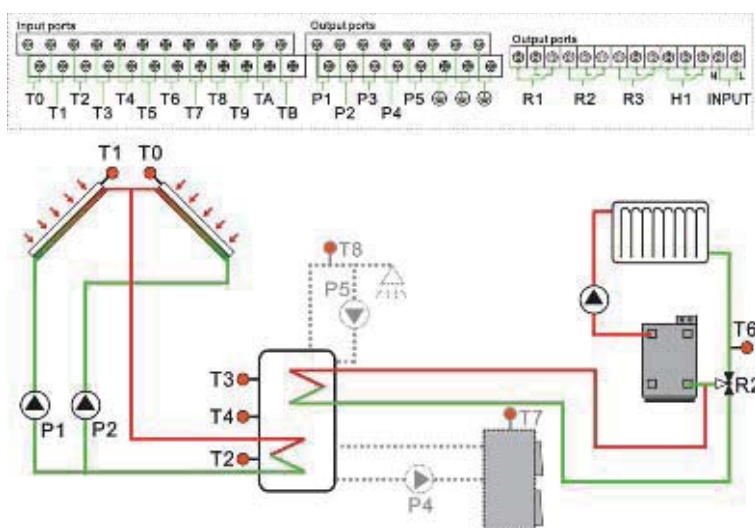 Input ports
Output ports
Output ports
T0 T2 T4 T6 T8 TA
T1 T3 T5 T7 T9 TB
P1 P3 P5
P2 P4
R1 R2 R3 H1 INPUT
N L
T1 T0
T8
P5
T6
T3
R2
T4
T7
P1 P2
T2
P4